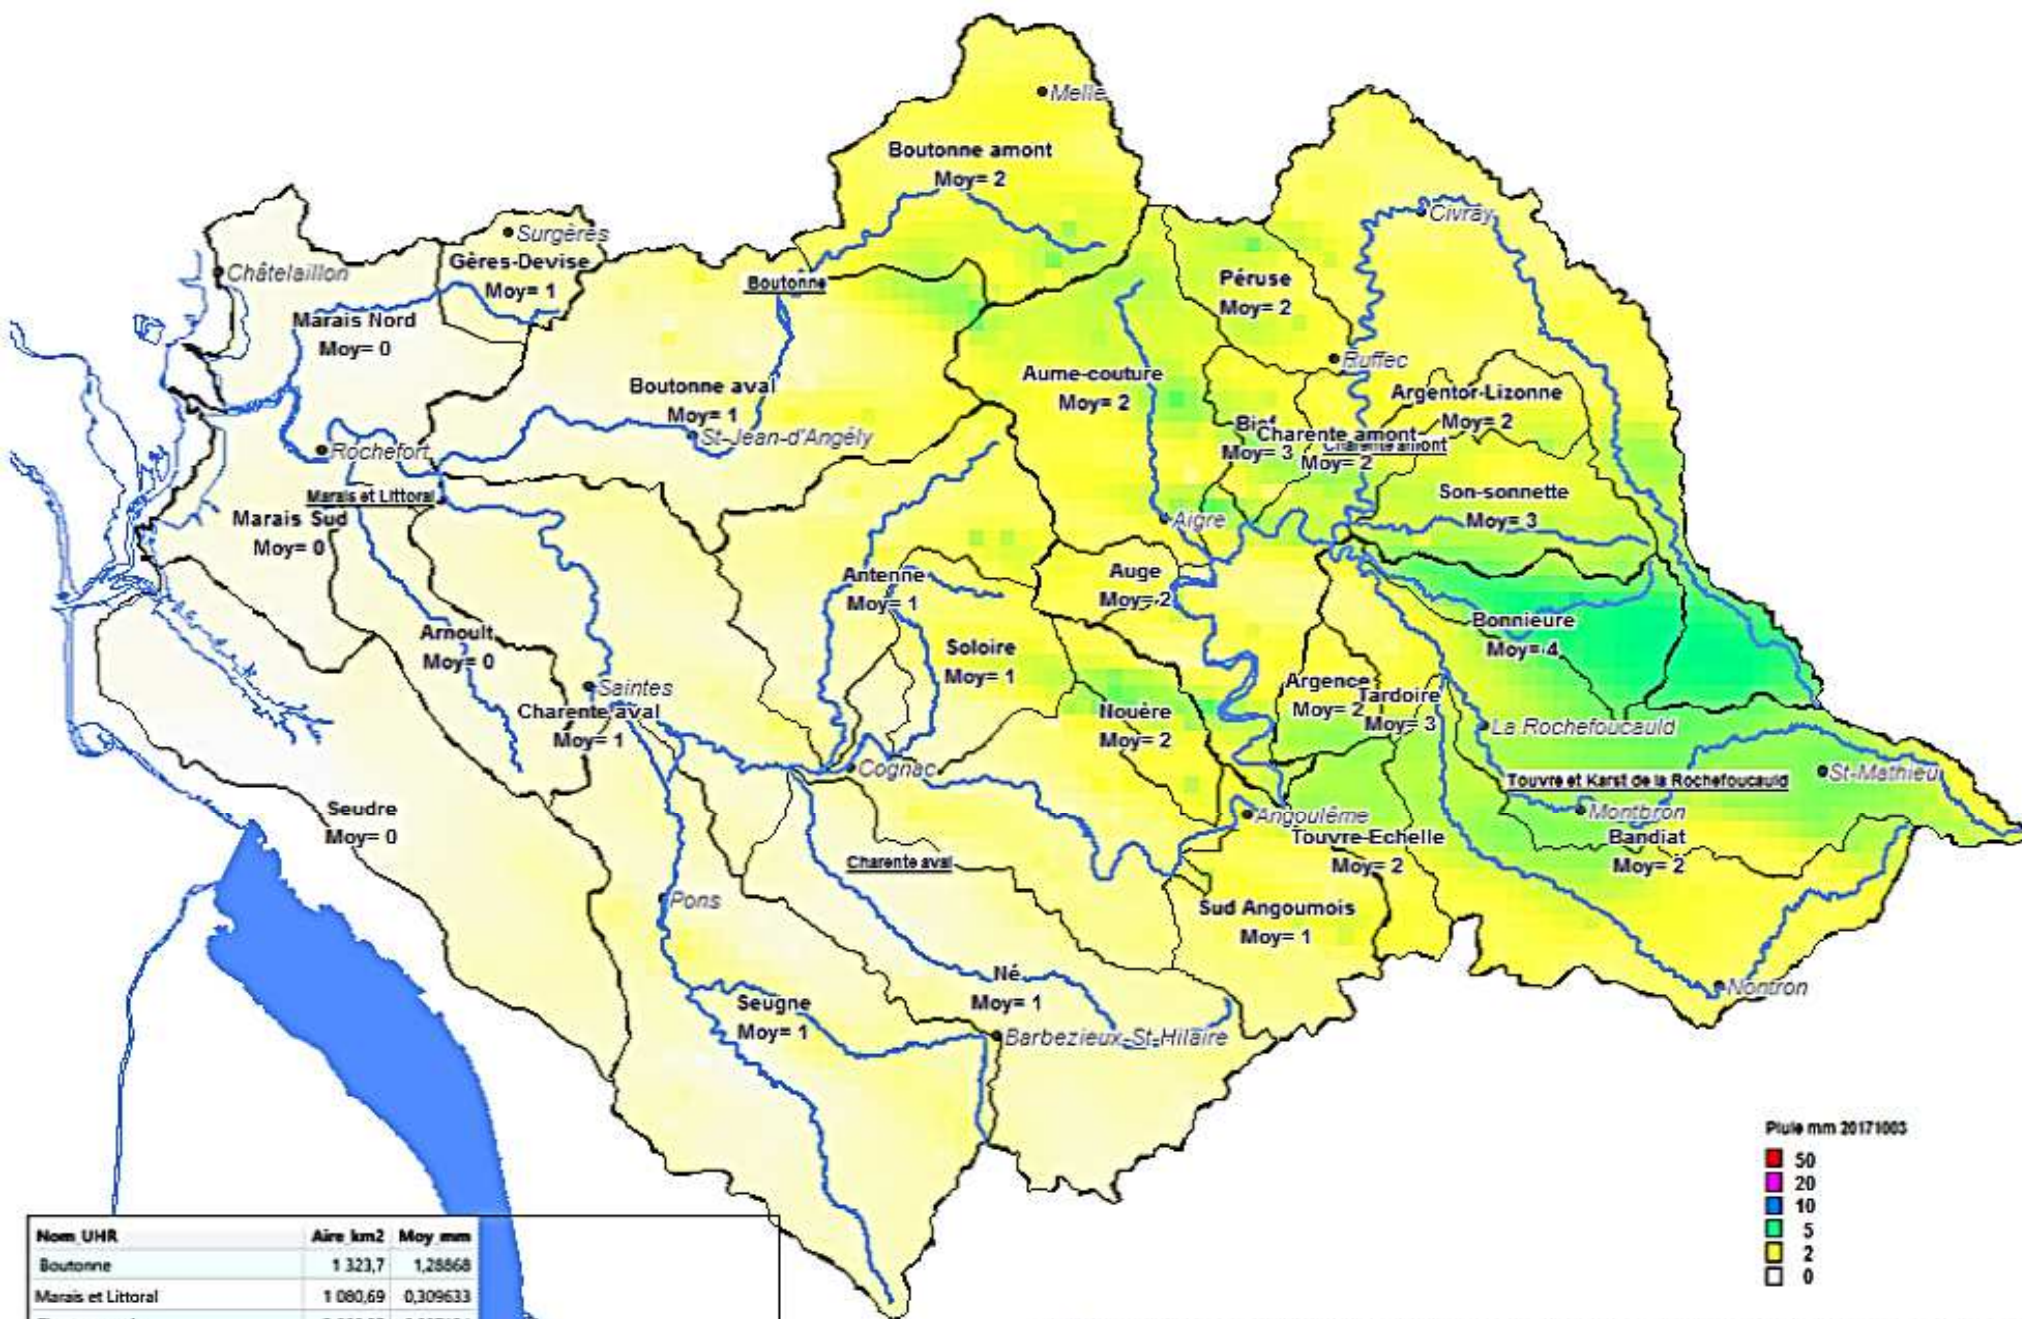 Melle
Boutonne amont
Moy= 2
Civray
Surgères
Gères-Devise
Moy= 1
Châtelaillon
Boutonne
Péruse
Moy= 2
Marais Nord
Moy= 0
Ruffec
Aume-couture
Moy= 2
Boutonne aval
Moy= 1
Argentor-Lizonne
Moy= 2
St-Jean-d'Angély
Moy= 3
Charente amont
Moy= 2
Charente amont
Rochefort
Marais et Littoral
Son-sonnette
Moy= 3
Marais Sud
Moy= 0
Aigre
Antenne
Moy= 1
Auge
Moy= 2
Bonnieure
Moy= 4
Arnoult
Moy= 0
Soloire
Moy= 1
Saintes
Charente aval
Moy= 1
Argence
Moy= 2
Tardoire
Moy= 3
Nouère
Moy= 2
La Rochefoucauld
Cognac
Touvre et Karst de la Rochefoucauld
St-Mathieu
Seudre
Moy= 0
Angoulême
Montbron
Touvre-Echelle
Moy= 2
Bandiat
Moy= 2
Charente aval
Pons
Sud Angoumois
Moy= 1
Né
Moy= 1
Nontron
Seugne
Moy= 1
Barbezieux-St-Hilaire
Pluie mm 20171003
50
20
10
5
2
0
Nom_UHR Aire_km2 Moy_mm
Boutonne 1 323,7 1,28868
Marais et Littoral 1 080,69 0,309633